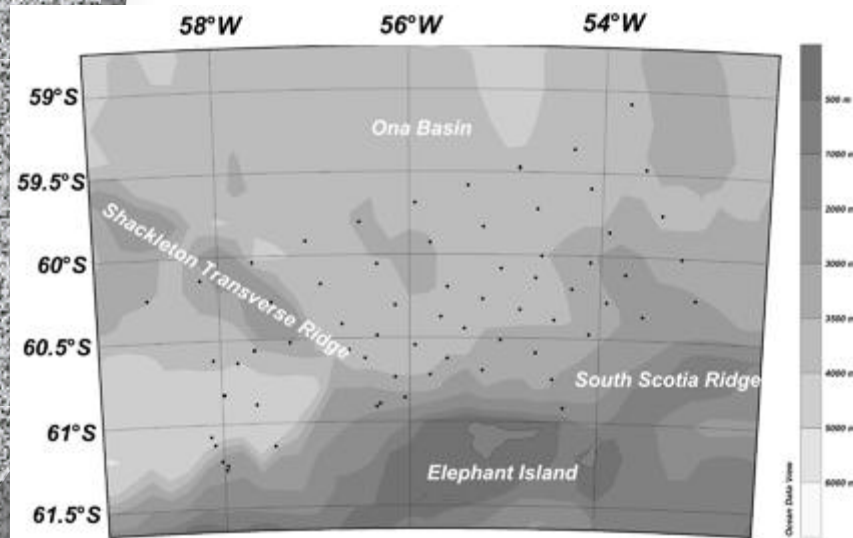 58°W 56°W 54°W
59°S
59.5°S
60°S
60.5°S
61°S
61.5°S
Ona Basin
Shackleton Transverse Ridge
South Scotia Ridge
Elephant Island
500 m
1000 m
2000 m
3000 m
3500 m
4000 m
5000 m
6000 m
Ocean Data View